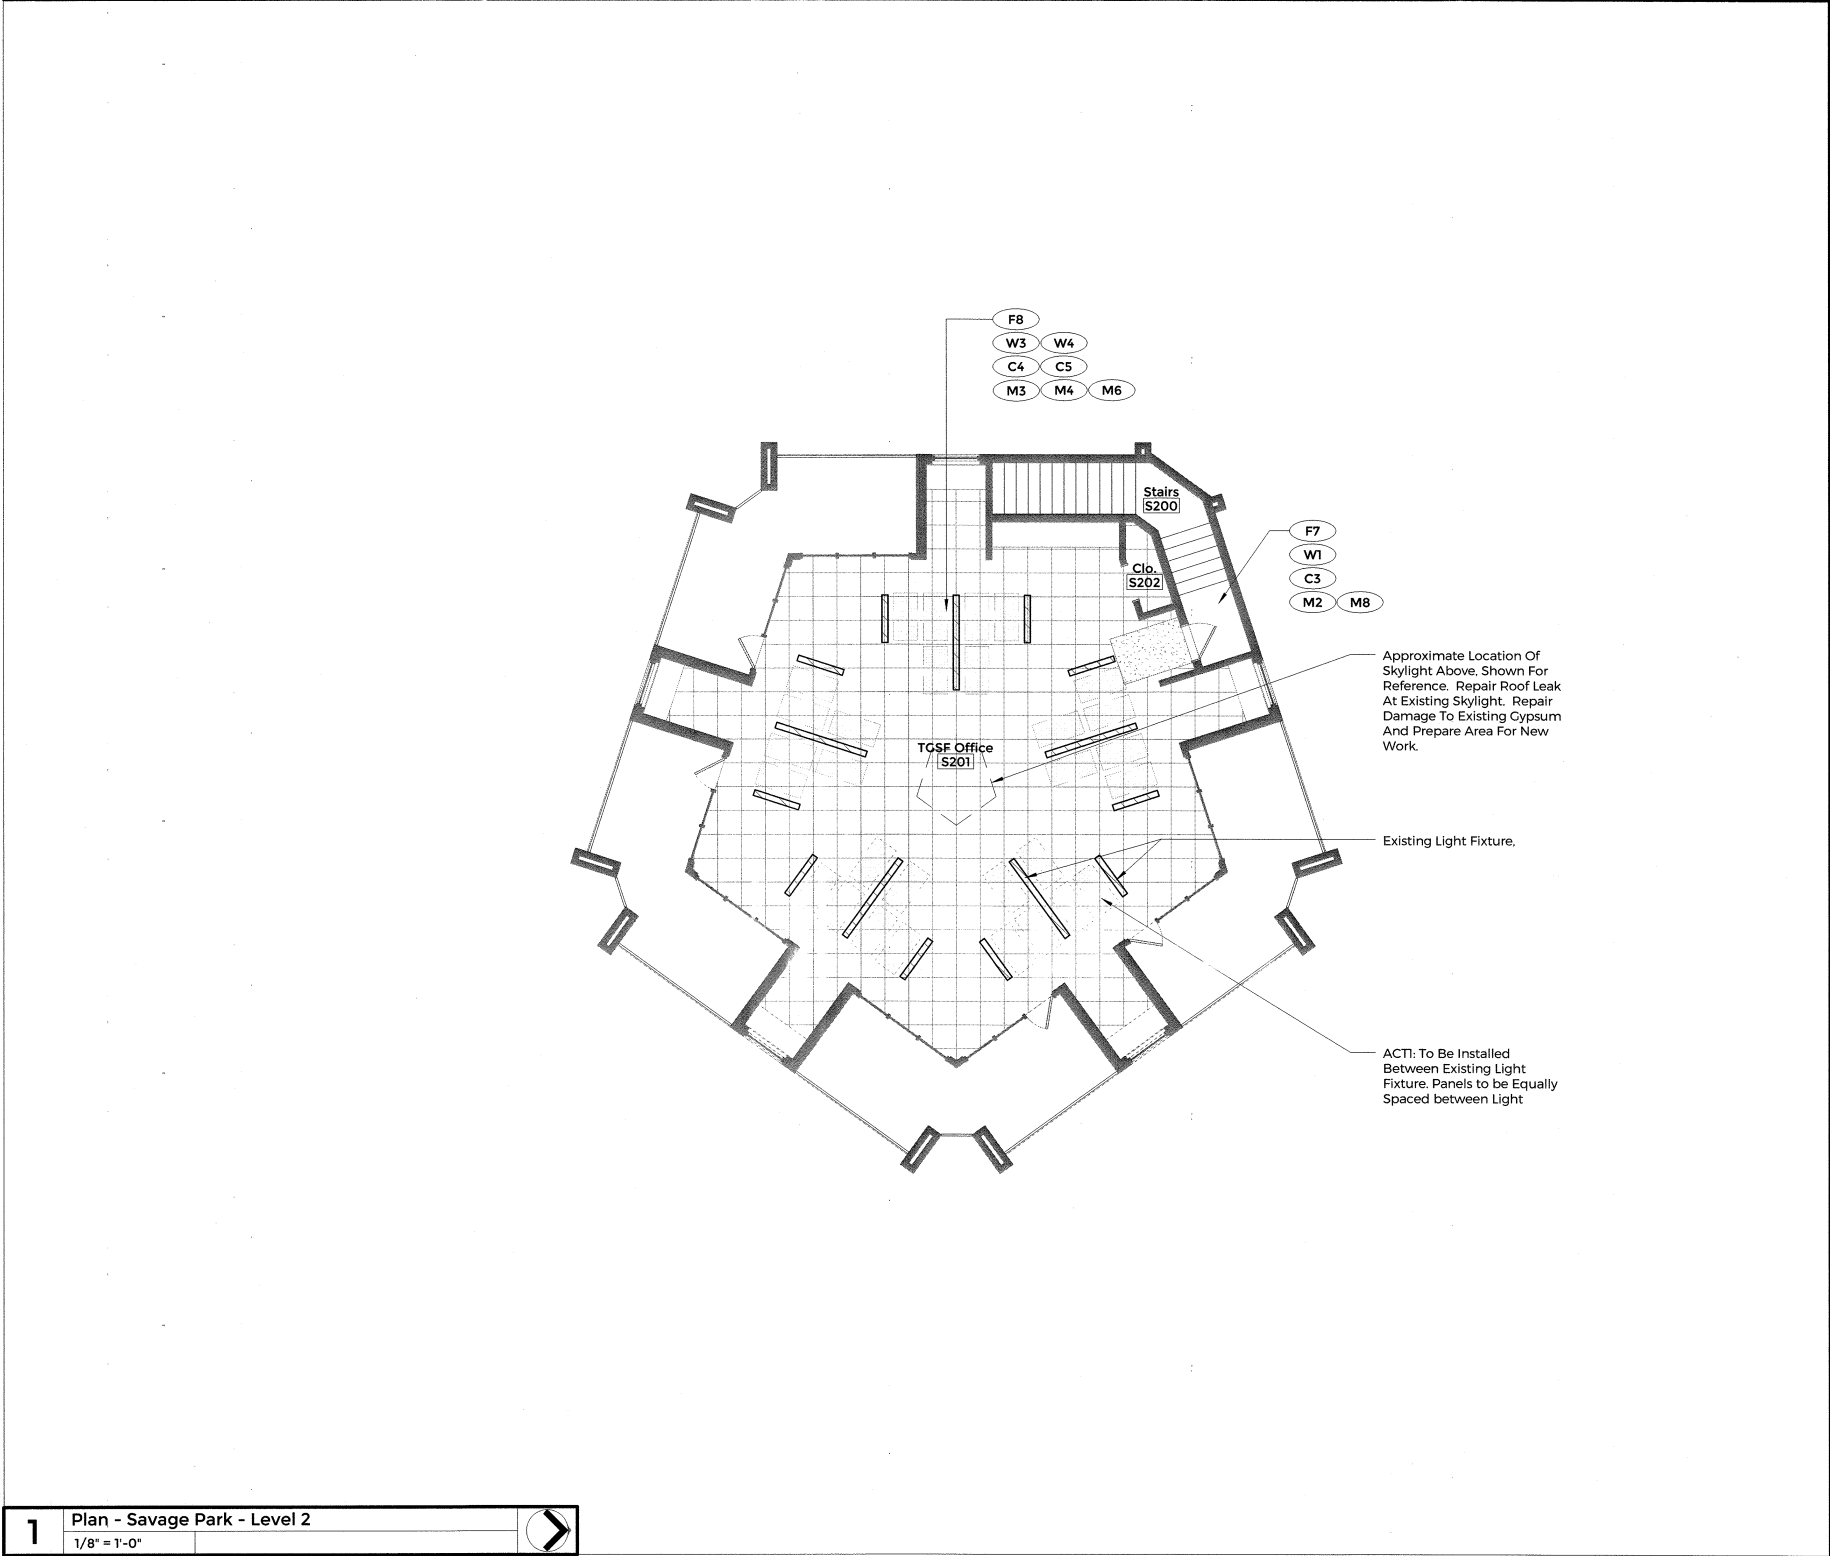 F8
W3 W4
C4 C5
M3 M4 M6
Stairs
S200
F7
W1
C3
M2 M8
Clo.
S202
Approximate Location Of
Skylight Above, Shown For
Reference. Repair Roof Leak
At Existing Skylight. Repair
Damage To Existing Gypsum
And Prepare Area For New
Work.
TGSF Office
S201
Existing Light Fixture,
ACT1: To Be Installed
Between Existing Light
Fixture. Panels to be Equally
Spaced between Light
1
Plan - Savage Park - Level 2
1/8" = 1'-0"